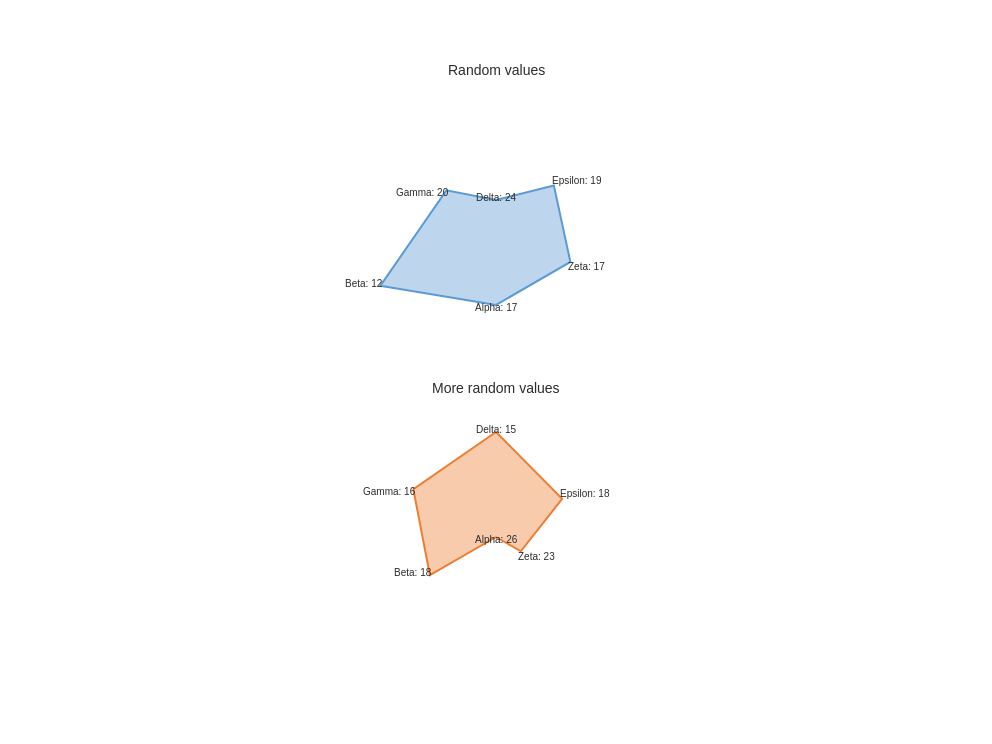 Random values
Epsilon: 19
Gamma: 20
Delta: 24
Zeta: 17
Beta: 12
Alpha: 17
More random values
Delta: 15
Gamma: 16
Epsilon: 18
Alpha: 26
Zeta: 23
Beta: 18